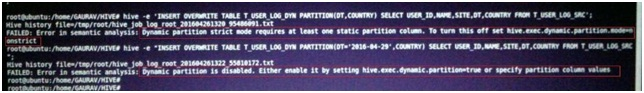 root@ubuntu:/home/GAURAV/HIVE# hive -e 'INSERT OVERWRITE TABLE T_USER_LOG_DYN PARTITION(DT,COUNTRY) SELECT USER_ID,NAME,SITE,DT,COUNTRY FROM T_USER_LOG_SRC';
Hive history file=/tmp/root/hive_job_log_root_201604261320_95486091.txt
FAILED: Error in semantic analysis: Dynamic partition strict mode requires at least one static partition column. To turn this off set hive.exec.dynamic.partition.mode=n
onstrict
root@ubuntu:/home/GAURAV/HIVE# hive -e "INSERT OVERWRITE TABLE T_USER_LOG_DYN PARTITION(DT='2016-04-29',COUNTRY) SELECT USER_ID,NAME,SITE,DT,COUNTRY FROM T_USER_LOG_SRC
";
Hive history file=/tmp/root/hive_job_log_root_201604261322_55810172.txt
FAILED: Error in semantic analysis: Dynamic partition is disabled. Either enable it by setting hive.exec.dynamic.partition=true or specify partition column values
root@ubuntu:/home/GAURAV/HIVE#
root@ubuntu:/home/GAURAV/HIVE#